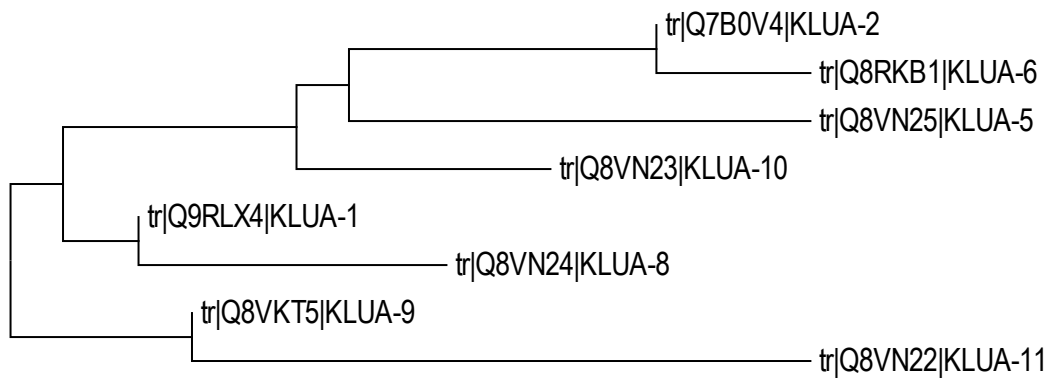 tr|Q7B0V4|KLUA-2
tr|Q8RKB1|KLUA-6
tr|Q8VN25|KLUA-5
tr|Q8VN23|KLUA-10
tr|Q9RLX4|KLUA-1
tr|Q8VN24|KLUA-8
tr|Q8VKT5|KLUA-9
tr|Q8VN22|KLUA-11